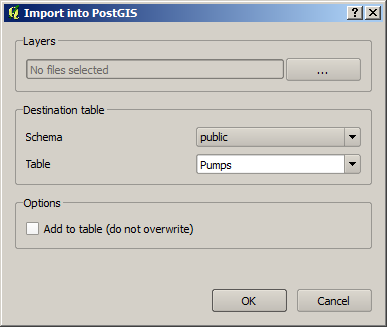 Import into PostGIS
Layers
No files selected
...
Destination table
Schema
public
Table
Pumps
Options
Add to table (do not overwrite)
OK
Cancel